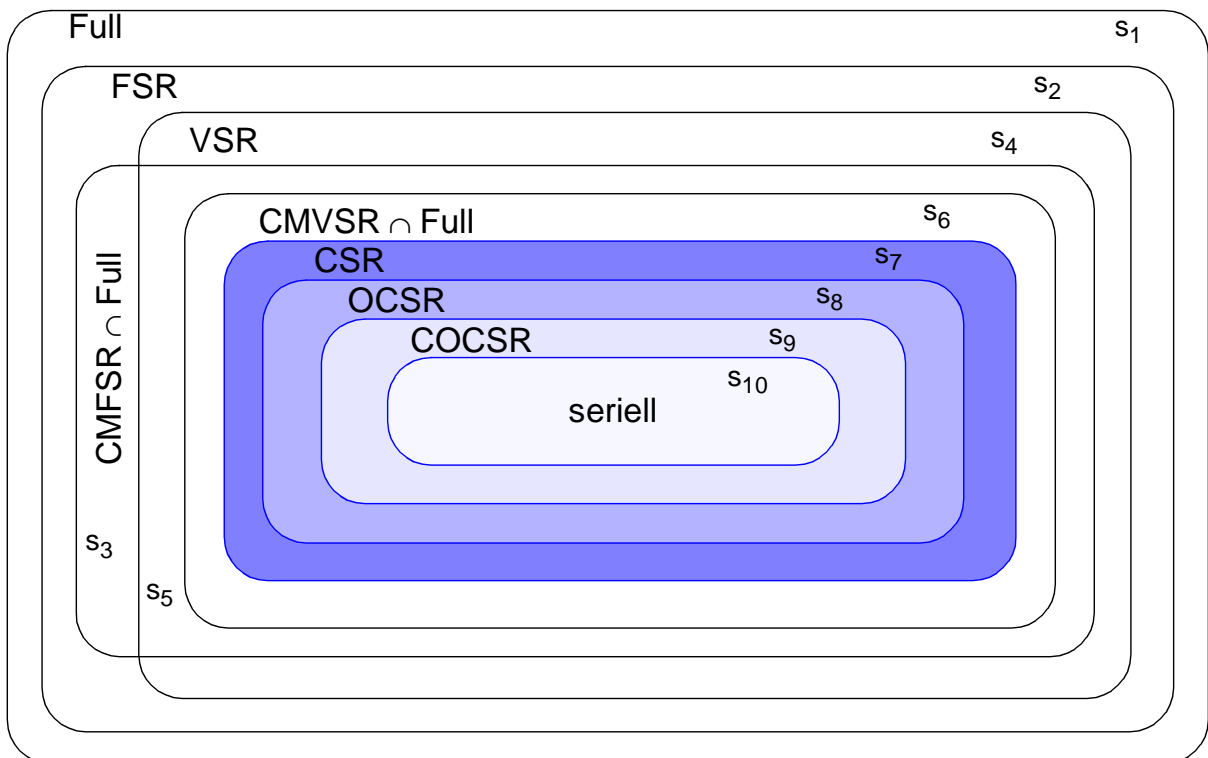 Full s1
FSR s2
VSR s4
CMVSR ∩ Full s6
CSR s7
OCSR s8
COCSR s9
s10
seriell
CMFSR ∩ Full
s3
s5